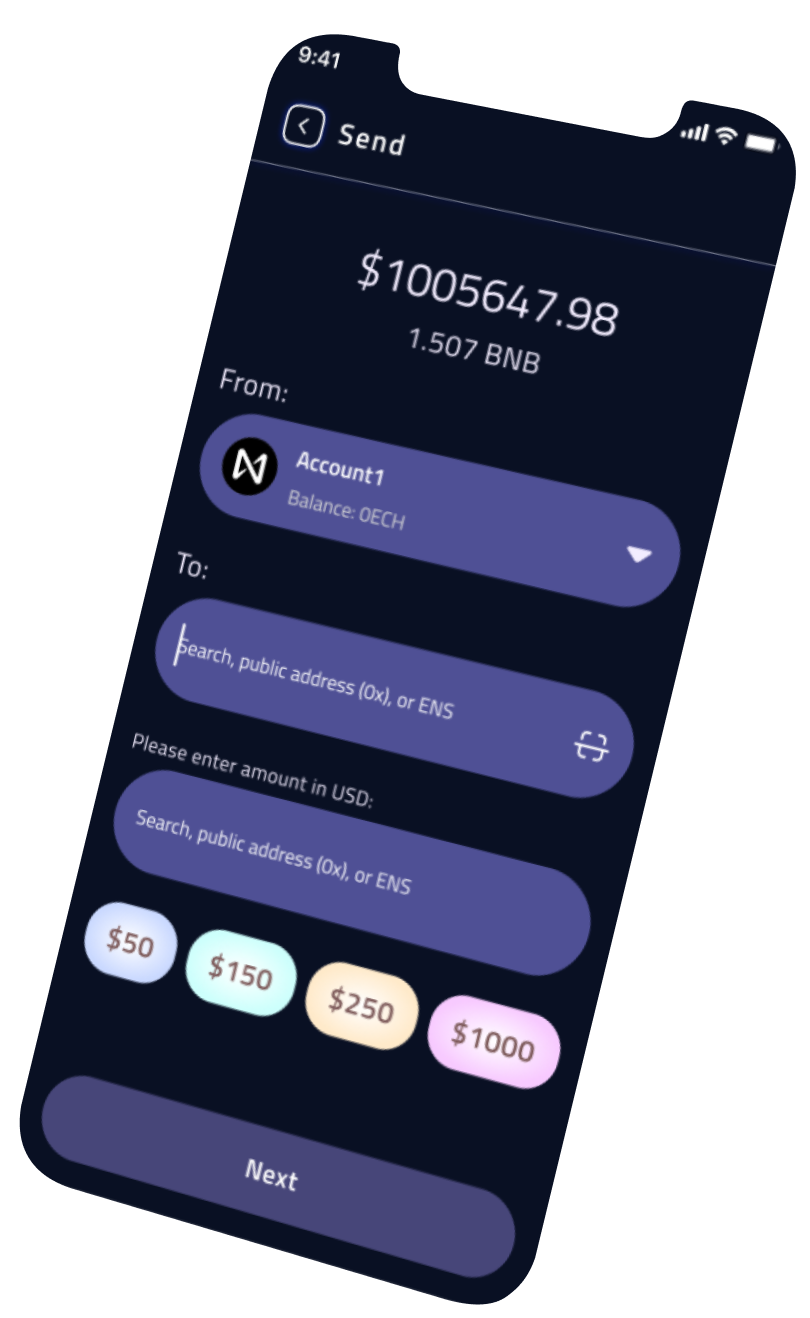 9:41
Send
$1005647.98
1.507 BNB
From:
Account1
Balance: 0ECH
To:
Search, public address (0x), or ENS
Please enter amount in USD:
Search, public address (0x), or ENS
$50 $150 $250 $1000
Next